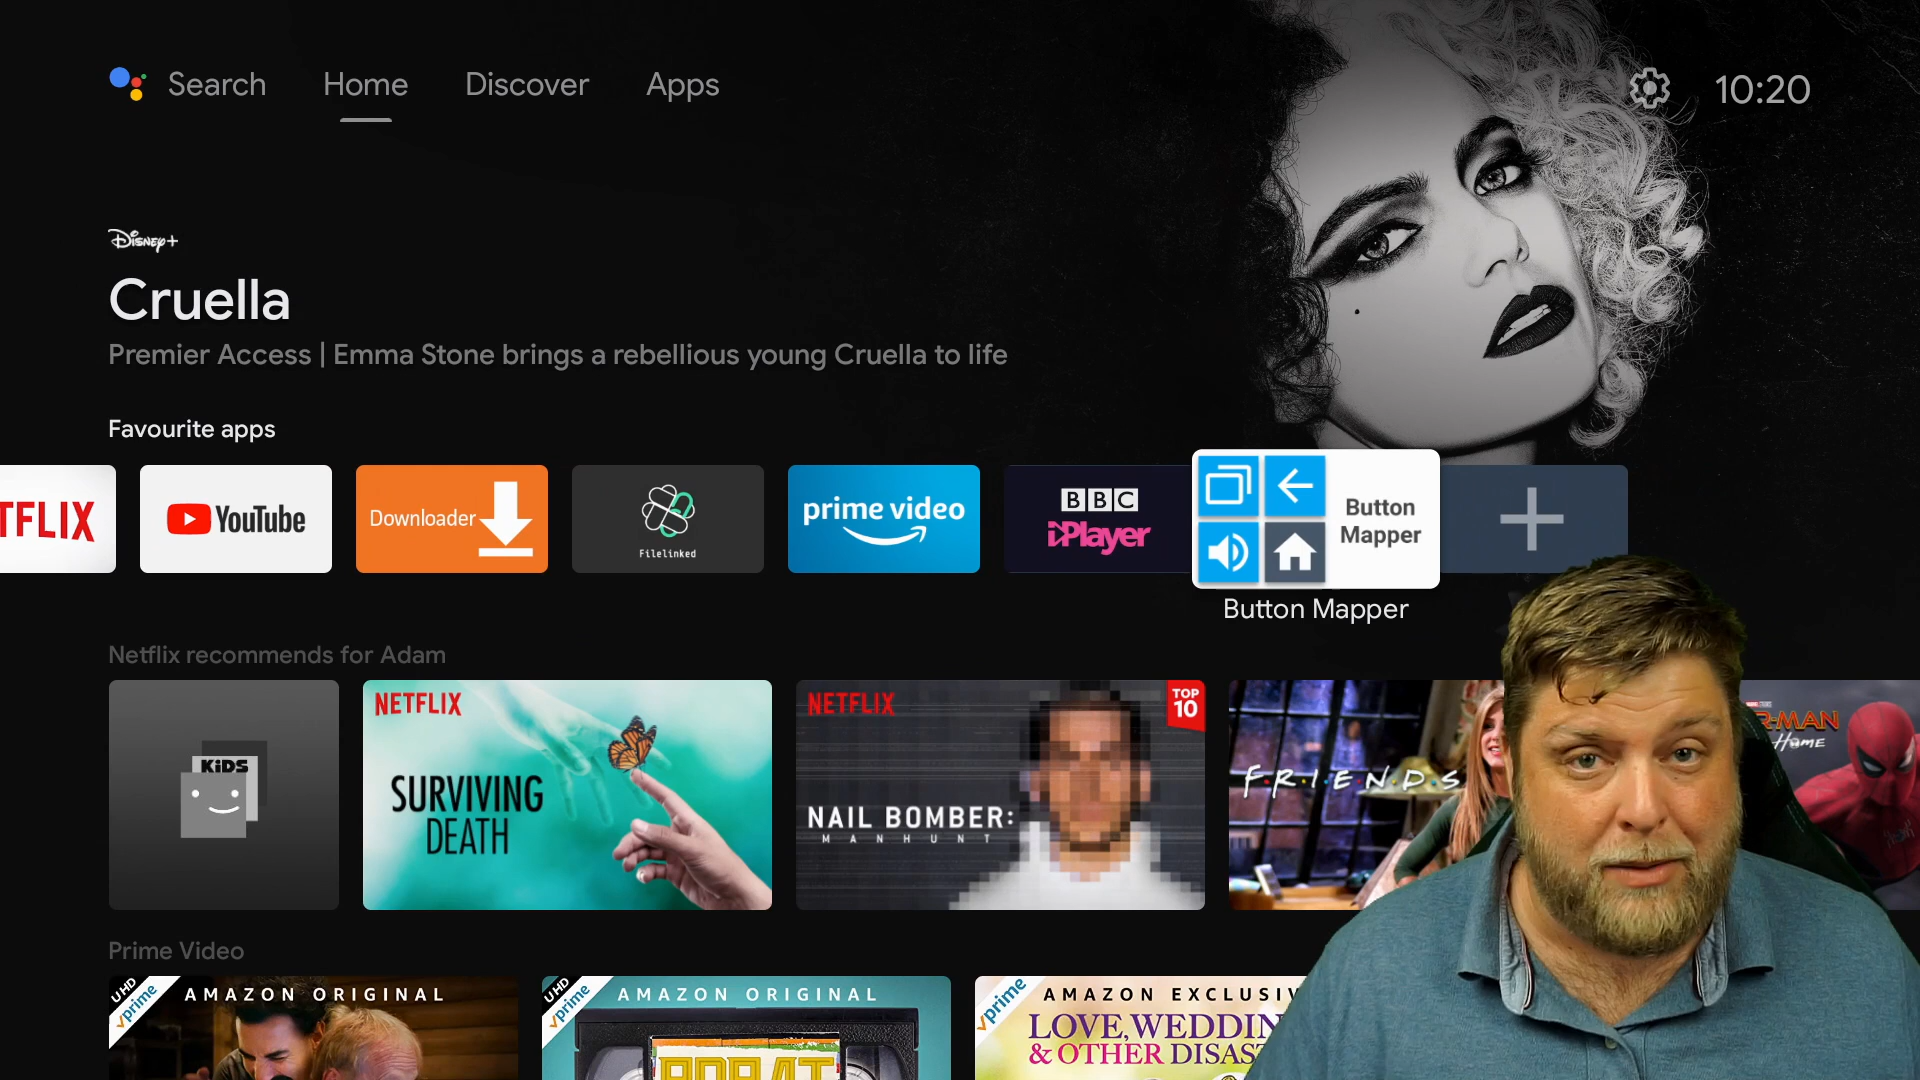 Search Home Discover Apps 10:20
Disney+
Cruella
Premier Access | Emma Stone brings a rebellious young Cruella to life
Favourite apps
TFLIX
YouTube
Downloader
Filelinked
prime video
BBC
iPlayer
Button
Mapper
Button Mapper
Netflix recommends for Adam
KiDS
NETFLIX
SURVIVING
DEATH
NETFLIX
TOP
10
NAIL BOMBER:
MANHUNT
F·R·I·E·N·D·S
R-MAN
Home
Prime Video
UHD
prime
AMAZON ORIGINAL
UHD
prime
AMAZON ORIGINAL
prime
AMAZON EXCLUSIV
LOVE, WEDDIN
& OTHER DISAST